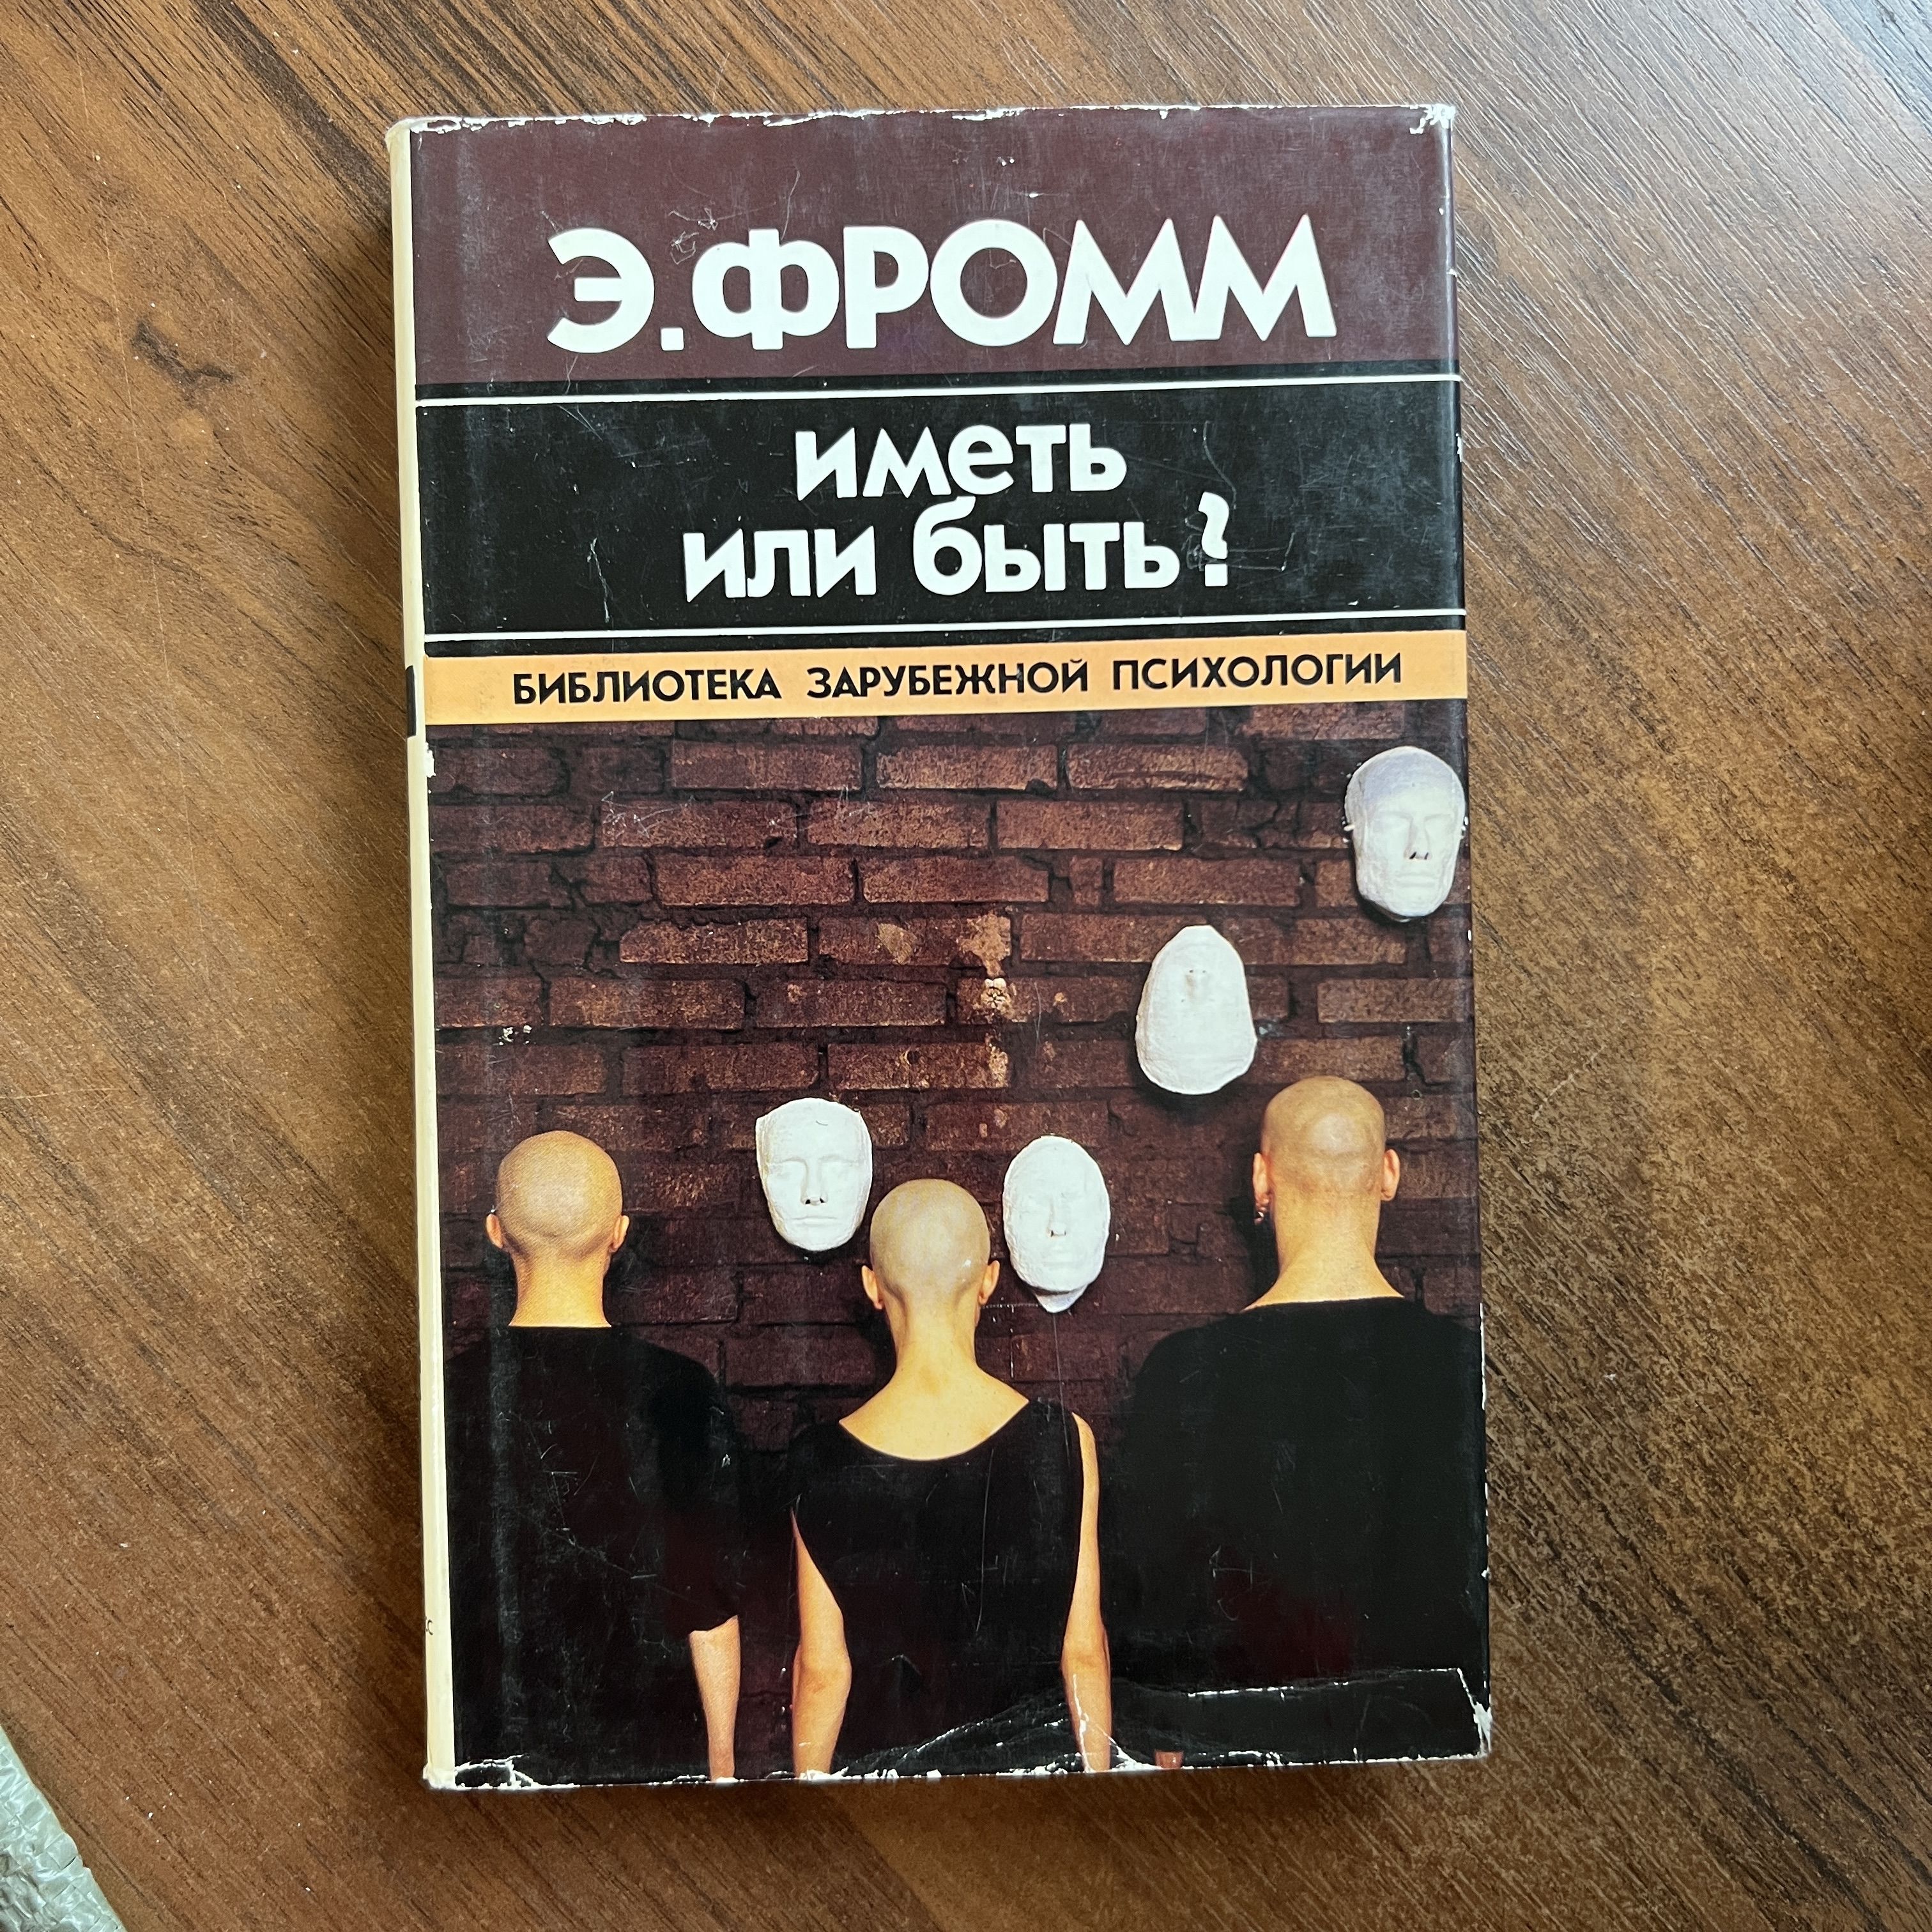 Э.ФРОММ
иметь
или быть?
БИБЛИОТЕКА ЗАРУБЕЖНОЙ ПСИХОЛОГИИ